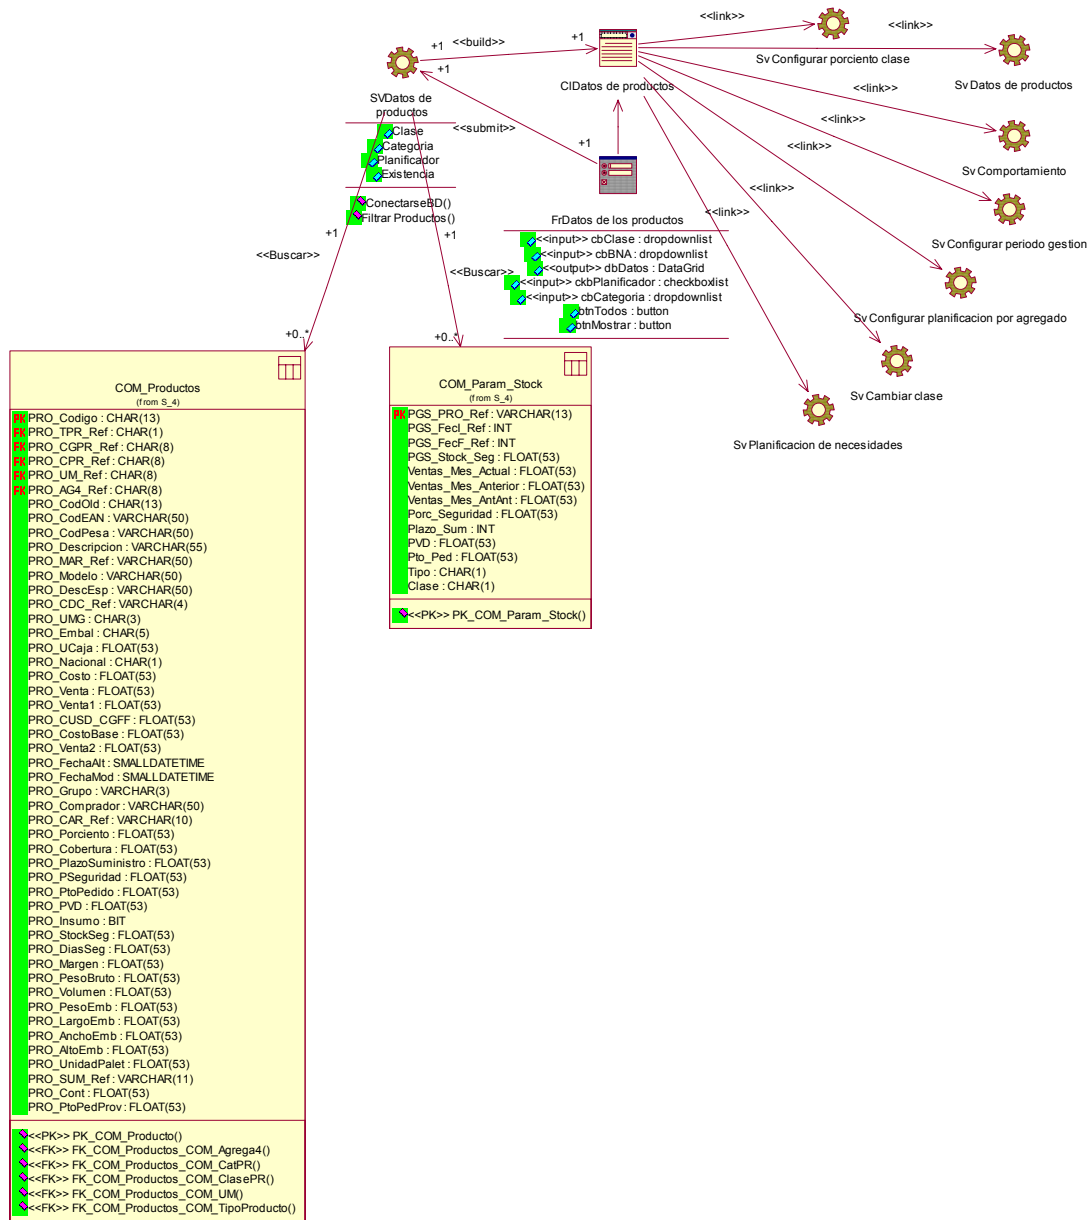 <<link>>
<<link>>
+1
<<build>>
+1
+1
Sv Configurar porciento clase
SVDatos de
productos
ClDatos de productos
Sv Datos de productos
<<link>>
<<link>>
Clase
Categoria
Planificador
Existencia
<<submit>>
+1
Sv Comportamiento
<<link>>
<<link>>
ConectarseBD()
Filtrar Productos()
+1
+1
FrDatos de los productos
<<link>>
<<input>> cbClase : dropdownlist
<<input>> cbBNA : dropdownlist
<<output>> dbDatos : DataGrid
<<input>> ckbPlanificador : checkboxlist
<<input>> cbCategoria : dropdownlist
btnTodos : button
btnMostrar : button
Sv Configurar periodo gestion
<<Buscar>>
<<Buscar>>
Sv Configurar planificacion por agregado
+0..*
+0..*
Sv Cambiar clase
Sv Planificacion de necesidades
COM_Productos
(from S_4)
PK PRO_Codigo : CHAR(13)
FK PRO_TPR_Ref : CHAR(1)
FK PRO_CGPR_Ref : CHAR(8)
FK PRO_CPR_Ref : CHAR(8)
FK PRO_UM_Ref : CHAR(8)
FK PRO_AG4_Ref : CHAR(8)
PRO_CodOld : CHAR(13)
PRO_CodEAN : VARCHAR(50)
PRO_CodPesa : VARCHAR(50)
PRO_Descripcion : VARCHAR(55)
PRO_MAR_Ref : VARCHAR(50)
PRO_Modelo : VARCHAR(50)
PRO_DescEsp : VARCHAR(50)
PRO_CDC_Ref : VARCHAR(4)
PRO_UMG : CHAR(3)
PRO_Embal : CHAR(5)
PRO_UCaja : FLOAT(53)
PRO_Nacional : CHAR(1)
PRO_Costo : FLOAT(53)
PRO_Venta : FLOAT(53)
PRO_Venta1 : FLOAT(53)
PRO_CUSD_CGFF : FLOAT(53)
PRO_CostoBase : FLOAT(53)
PRO_Venta2 : FLOAT(53)
PRO_FechaAlt : SMALLDATETIME
PRO_FechaMod : SMALLDATETIME
PRO_Grupo : VARCHAR(3)
PRO_Comprador : VARCHAR(50)
PRO_CAR_Ref : VARCHAR(10)
PRO_Porciento : FLOAT(53)
PRO_Cobertura : FLOAT(53)
PRO_PlazoSuministro : FLOAT(53)
PRO_PSeguridad : FLOAT(53)
PRO_PtoPedido : FLOAT(53)
PRO_PVD : FLOAT(53)
PRO_Insumo : BIT
PRO_StockSeg : FLOAT(53)
PRO_DiasSeg : FLOAT(53)
PRO_Margen : FLOAT(53)
PRO_PesoBruto : FLOAT(53)
PRO_Volumen : FLOAT(53)
PRO_PesoEmb : FLOAT(53)
PRO_LargoEmb : FLOAT(53)
PRO_AnchoEmb : FLOAT(53)
PRO_AltoEmb : FLOAT(53)
PRO_UnidadPalet : FLOAT(53)
PRO_SUM_Ref : VARCHAR(11)
PRO_Cont : FLOAT(53)
PRO_PtoPedProv : FLOAT(53)
<<PK>> PK_COM_Producto()
<<FK>> FK_COM_Productos_COM_Agrega4()
<<FK>> FK_COM_Productos_COM_CatPR()
<<FK>> FK_COM_Productos_COM_ClasePR()
<<FK>> FK_COM_Productos_COM_UM()
<<FK>> FK_COM_Productos_COM_TipoProducto()
COM_Param_Stock
(from S_4)
PK PGS_PRO_Ref : VARCHAR(13)
PGS_FecI_Ref : INT
PGS_FecF_Ref : INT
PGS_Stock_Seg : FLOAT(53)
Ventas_Mes_Actual : FLOAT(53)
Ventas_Mes_Anterior : FLOAT(53)
Ventas_Mes_AntAnt : FLOAT(53)
Porc_Seguridad : FLOAT(53)
Plazo_Sum : INT
PVD : FLOAT(53)
Pto_Ped : FLOAT(53)
Tipo : CHAR(1)
Clase : CHAR(1)
<<PK>> PK_COM_Param_Stock()